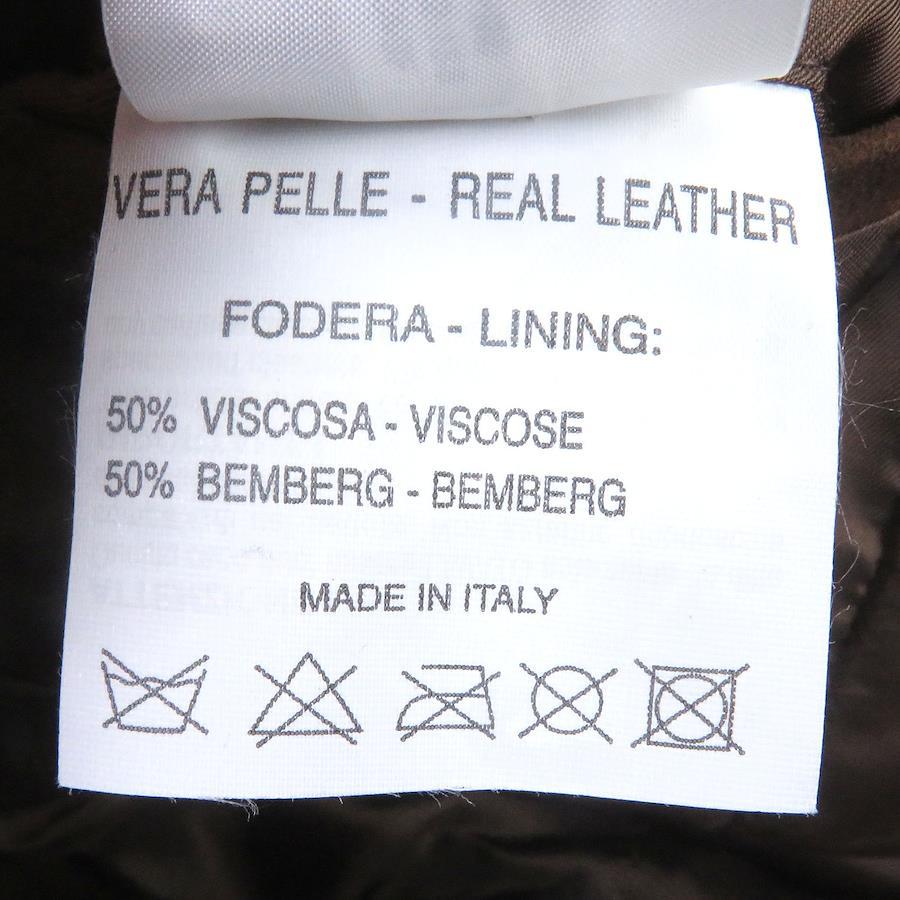 VERA PELLE - REAL LEATHER
FODERA - LINING:
50% VISCOSA - VISCOSE
50% BEMBERG - BEMBERG
MADE IN ITALY